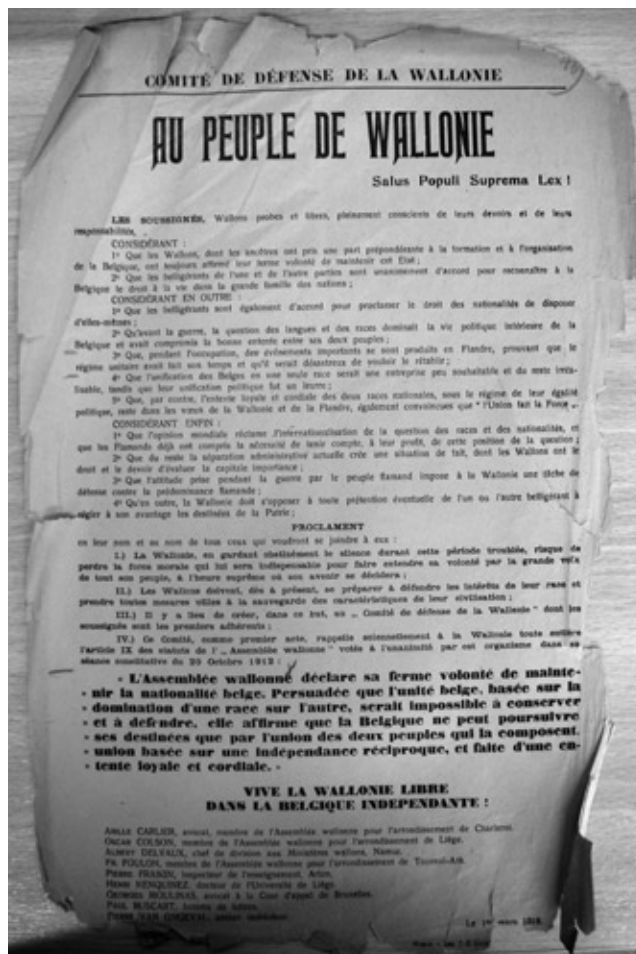 COMITÉ DE DÉFENSE DE LA WALLONIE
AU PEUPLE DE WALLONIE
Salus Populi Suprema Lex !
LES SOUSSIGNÉS, Wallons probes et libres, pleinement conscients de leurs devoirs et de leurs
responsabilités,
CONSIDÉRANT :
1° Que les Wallons, dont les ancêtres ont pris une part prépondérante à la formation et à l'organisation
de la Belgique, ont toujours affirmé leur ferme volonté de maintenir cet État ;
2° Que les belligérants de l'une et de l'autre parties sont unanimement d'accord pour reconnaître à la
Belgique le droit à la vie dans la grande famille des nations ;
CONSIDÉRANT EN OUTRE :
1° Que les belligérants sont également d'accord pour proclamer le droit des nationalités de disposer
d'elles-mêmes ;
2° Qu'avant la guerre, la question des langues et des races dominait la vie politique intérieure de la
Belgique et avait compromis la bonne entente entre ses deux peuples ;
3° Que, pendant l'occupation, des événements importants se sont produits en Flandre, prouvant que le
régime unitaire avait fait son temps et qu'il serait désastreux de vouloir le rétablir ;
4° Que l'unification des Belges en une seule race serait une entreprise peu souhaitable et du reste irréa-
lisable, tandis que leur unification politique fut un leurre ;
5° Que, par contre, l'entente loyale et cordiale des deux races nationales, sous le régime de leur égalité
politique, reste dans les vœux de la Wallonie et de la Flandre, également convaincues que "l'Union fait la Force „
CONSIDÉRANT ENFIN :
1° Que l'opinion mondiale réclame l'internationalisation de la question des races et des nationalités, et
que les Flamands déjà ont compris la nécessité de tenir compte, à leur profit, de cette position de la question ;
2° Que du reste la séparation administrative actuelle crée une situation de fait, dont les Wallons ont le
droit et le devoir d'évaluer la capitale importance ;
3° Que l'attitude prise pendant la guerre par le peuple flamand impose à la Wallonie une tâche de
défense contre la prédominance flamande ;
4° Qu'en outre, la Wallonie doit s'opposer à toute prétention éventuelle de l'un ou l'autre belligérant à
régler à son avantage les destinées de la Patrie ;
PROCLAMENT
en leur nom et au nom de tous ceux qui voudront se joindre à eux :
I.) La Wallonie, en gardant obstinément le silence durant cette période troublée, risque de
perdre la force morale qui lui sera indispensable pour faire entendre sa volonté par la grande voix
de tout son peuple, à l'heure suprême où son avenir se décidera ;
II.) Les Wallons doivent, dès à présent, se préparer à défendre les intérêts de leur race et
prendre toutes mesures utiles à la sauvegarde des caractéristiques de leur civilisation ;
III.) Il y a lieu de créer, dans ce but, un „ Comité de défense de la Wallonie " dont les
soussignés sont les premiers adhérents ;
IV.) Ce Comité, comme premier acte, rappelle solennellement à la Wallonie toute entière
l'article IX des statuts de l' „ Assemblée wallonne " votés à l'unanimité par cet organisme dans sa
séance constitutive du 20 Octobre 1912 :
« L'Assemblée wallonne déclare sa ferme volonté de mainte-
« nir la nationalité belge. Persuadée que l'unité belge, basée sur la
« domination d'une race sur l'autre, serait impossible à conserver
« et à défendre, elle affirme que la Belgique ne peut poursuivre
« ses destinées que par l'union des deux peuples qui la composent,
« union basée sur une indépendance réciproque, et faite d'une en-
« tente loyale et cordiale. »
VIVE LA WALLONIE LIBRE
DANS LA BELGIQUE INDEPENDANTE !
ARILLE CARLIER, avocat, membre de l'Assemblée wallonne pour l'arrondissement de Charleroi.
OSCAR COLSON, membre de l'Assemblée wallonne pour l'arrondissement de Liége.
ALBERT DELVAUX, chef de division aux Ministères wallons, Namur.
FR. FOULON, membre de l'Assemblée wallonne pour l'arrondissement de Tournai-Ath.
PIERRE FRANIN, inspecteur de l'enseignement, Arlon.
HENRI HENQUINEZ, docteur de l'Université de Liége.
GEORGES MOULINAS, avocat à la Cour d'appel de Bruxelles.
PAUL RUSCART, homme de lettres.
PIERRE VAN ONGEVAL,
Le 1er mars 1918.